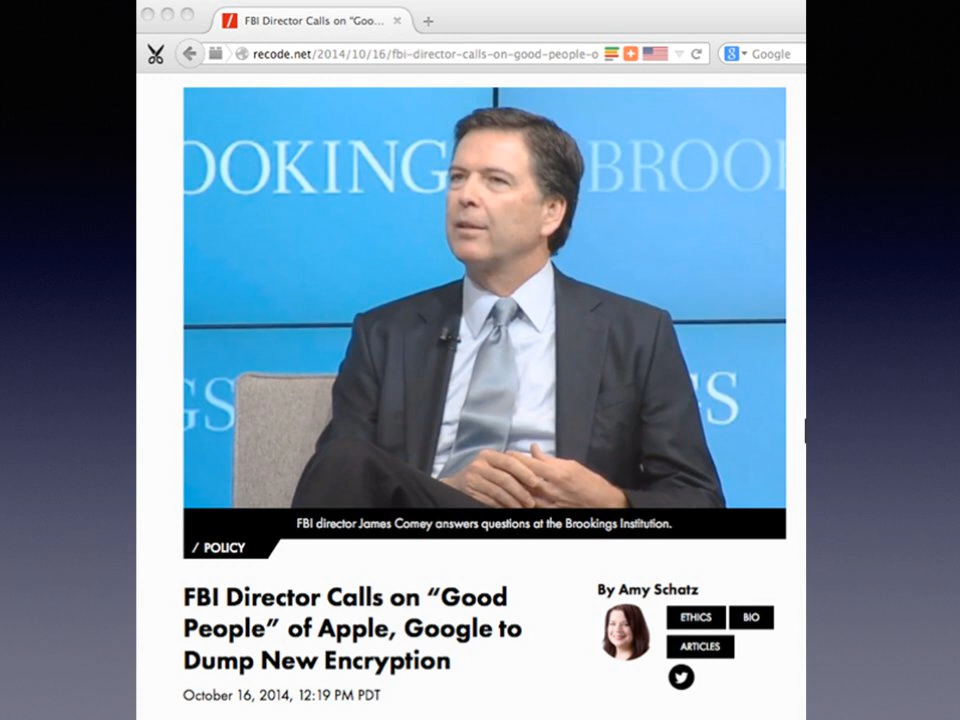 FBI Director Calls on “Goo...
recode.net/2014/10/16/fbi-director-calls-on-good-people-o
Google
OOKINGS
BROOK
GS
GS
FBI director James Comey answers questions at the Brookings Institution.
/ POLICY
FBI Director Calls on “Good
People” of Apple, Google to
Dump New Encryption
October 16, 2014, 12:19 PM PDT
By Amy Schatz
ETHICS
BIO
ARTICLES